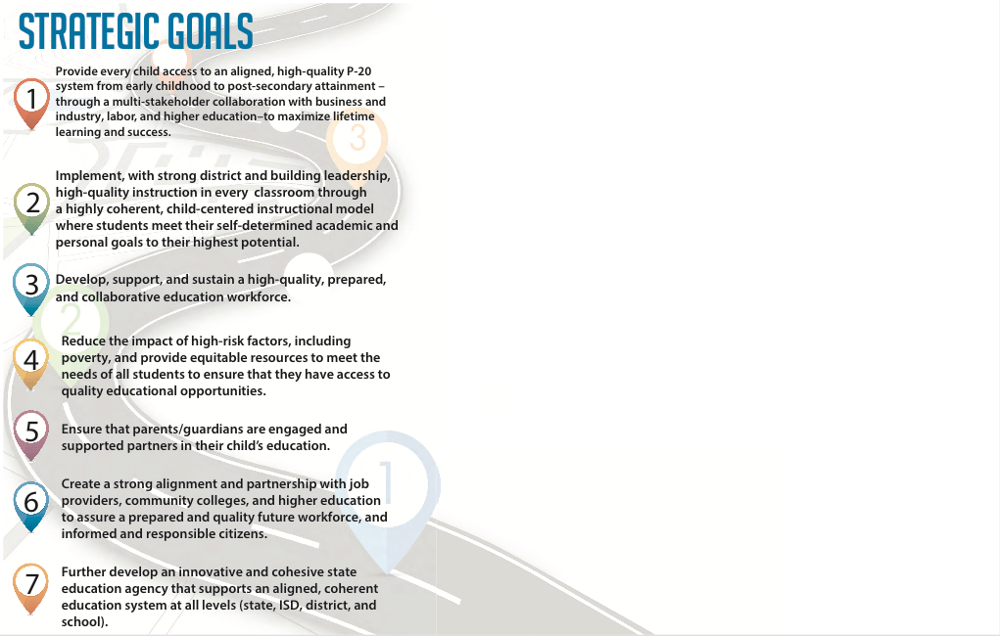 STRATEGIC GOALS
1
Provide every child access to an aligned, high-quality P-20
system from early childhood to post-secondary attainment –
through a multi-stakeholder collaboration with business and
industry, labor, and higher education–to maximize lifetime
learning and success.
3
2
Implement, with strong district and building leadership,
high-quality instruction in every classroom through
a highly coherent, child-centered instructional model
where students meet their self-determined academic and
personal goals to their highest potential.
3
Develop, support, and sustain a high-quality, prepared,
and collaborative education workforce.
2
4
Reduce the impact of high-risk factors, including
poverty, and provide equitable resources to meet the
needs of all students to ensure that they have access to
quality educational opportunities.
5
Ensure that parents/guardians are engaged and
supported partners in their child's education.
1
6
Create a strong alignment and partnership with job
providers, community colleges, and higher education
to assure a prepared and quality future workforce, and
informed and responsible citizens.
7
Further develop an innovative and cohesive state
education agency that supports an aligned, coherent
education system at all levels (state, ISD, district, and
school).